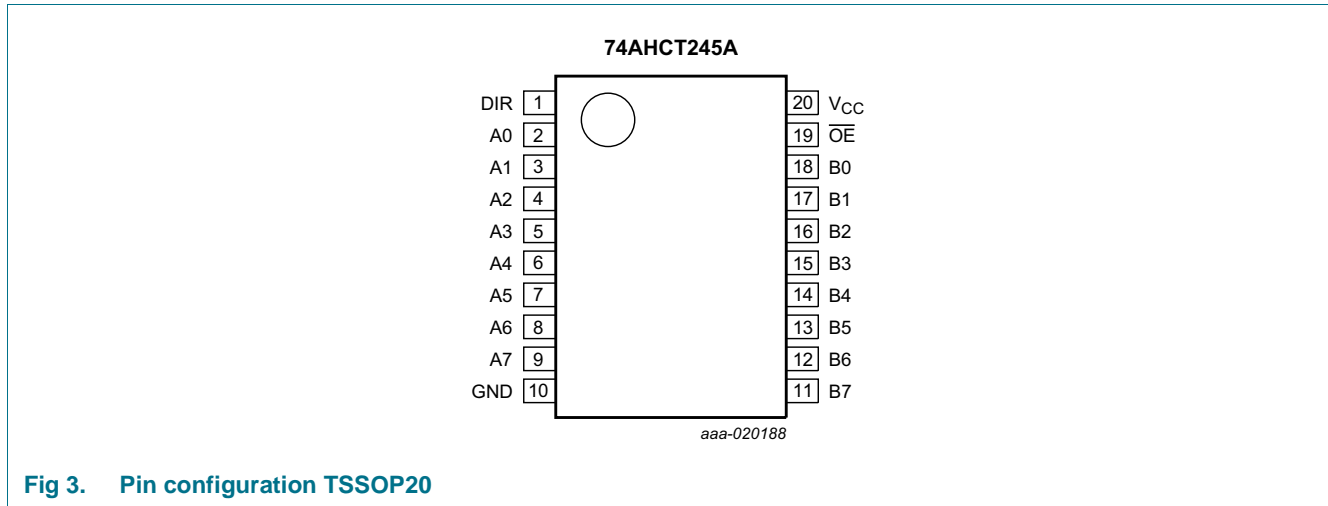 74AHCT245A
DIR 1 20 VCC
A0 2 19 O̅E̅
A1 3 18 B0
A2 4 17 B1
A3 5 16 B2
A4 6 15 B3
A5 7 14 B4
A6 8 13 B5
A7 9 12 B6
GND 10 11 B7
aaa-020188
Fig 3. Pin configuration TSSOP20